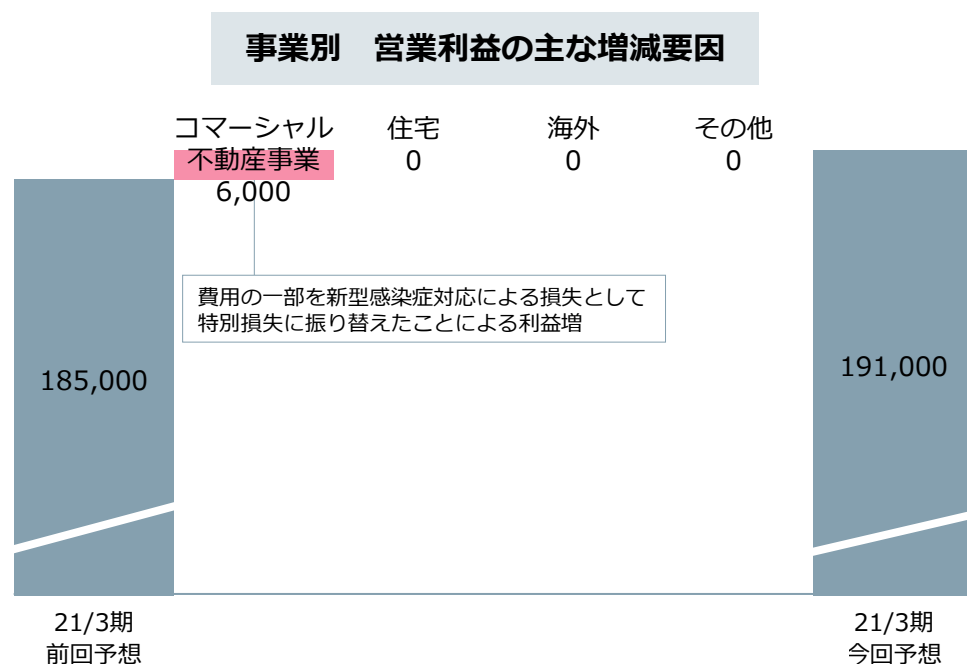 事業別　営業利益の主な増減要因
コマーシャル
不動産事業
6,000
住宅
0
海外
0
その他
0
費用の一部を新型感染症対応による損失として
特別損失に振り替えたことによる利益増
185,000
191,000
21/3期
前回予想
21/3期
今回予想